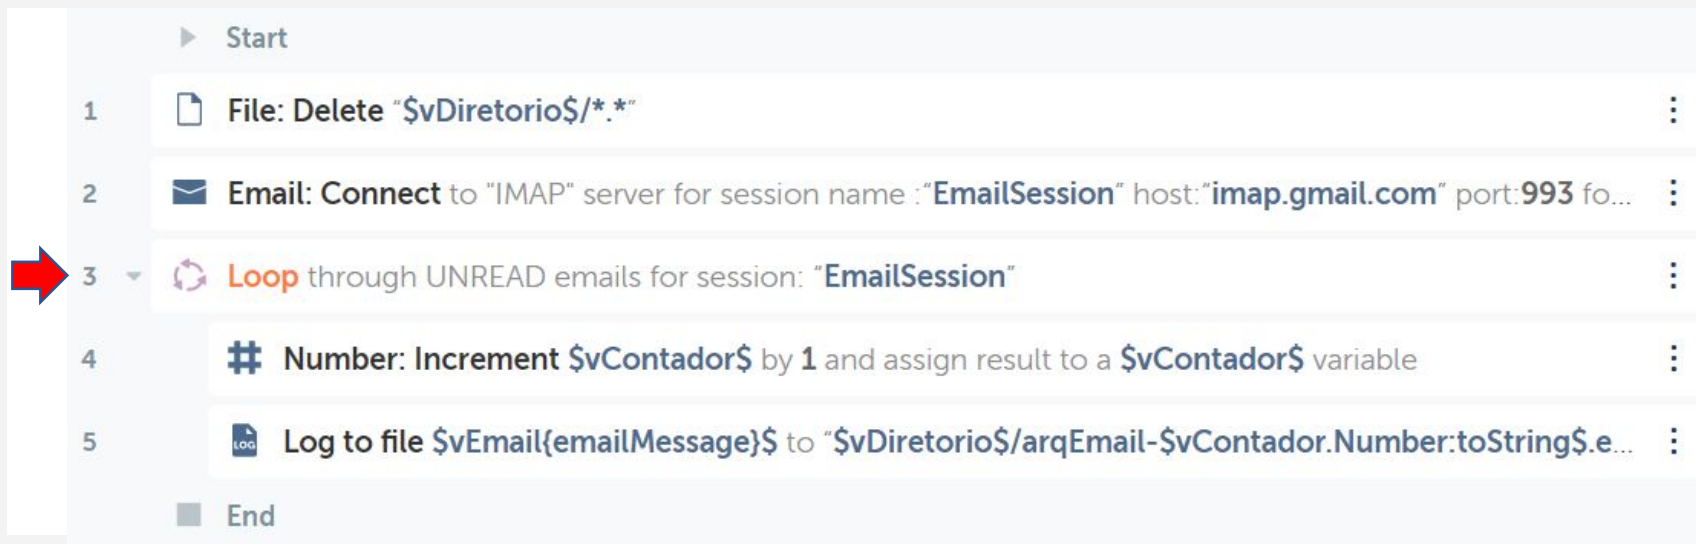 Start
1 File: Delete “$vDiretorio$/*.*”
2 Email: Connect to "IMAP" server for session name :“EmailSession” host:“imap.gmail.com” port:993 fo...
3 Loop through UNREAD emails for session: “EmailSession”
4 Number: Increment $vContador$ by 1 and assign result to a $vContador$ variable
5 LOG Log to file $vEmail{emailMessage}$ to “$vDiretorio$/arqEmail-$vContador.Number:toString$.e...
End